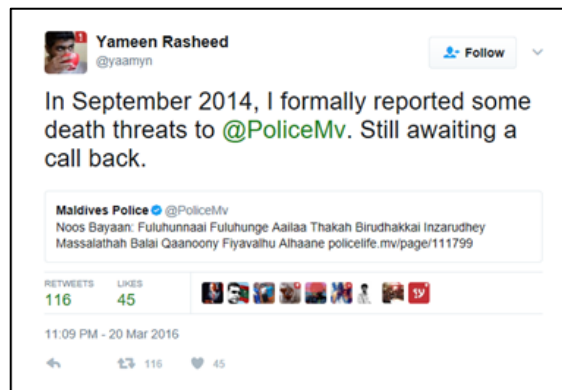 Yameen Rasheed
@yaamyn
Follow
In September 2014, I formally reported some
death threats to @PoliceMv. Still awaiting a
call back.
Maldives Police @PoliceMv
Noos Bayaan: Fuluhunnaai Fuluhunge Aailaa Thakah Birudhakkai Inzarudhey
Massalathah Balai Qaanoony Fiyavalhu Alhaane policelife.mv/page/111799
RETWEETS LIKES
116 45
11:09 PM - 20 Mar 2016
116 45